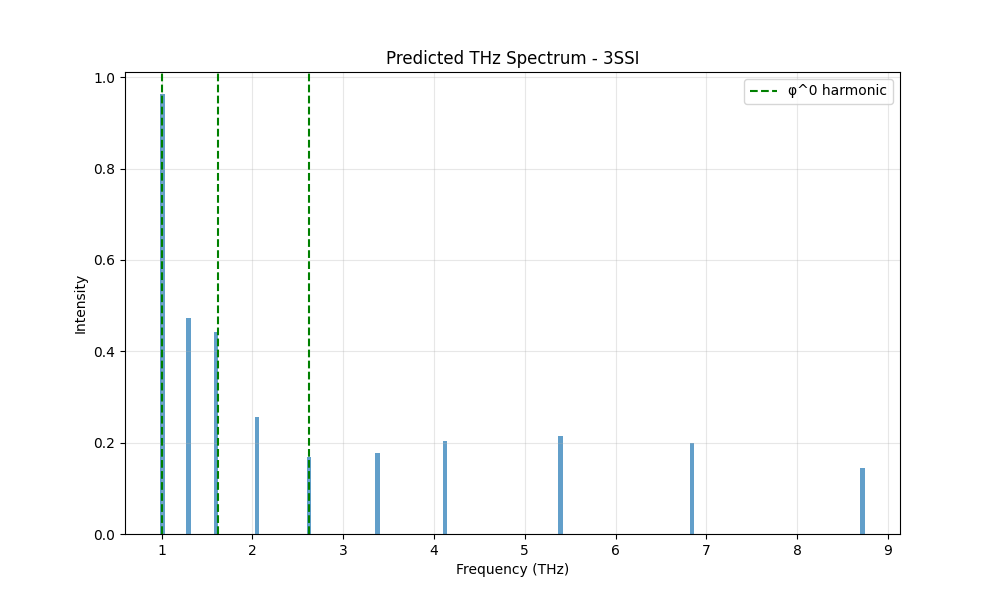 Predicted THz Spectrum - 3SSI
φ^0 harmonic
Intensity
1.0
0.8
0.6
0.4
0.2
0.0
1 2 3 4 5 6 7 8 9
Frequency (THz)